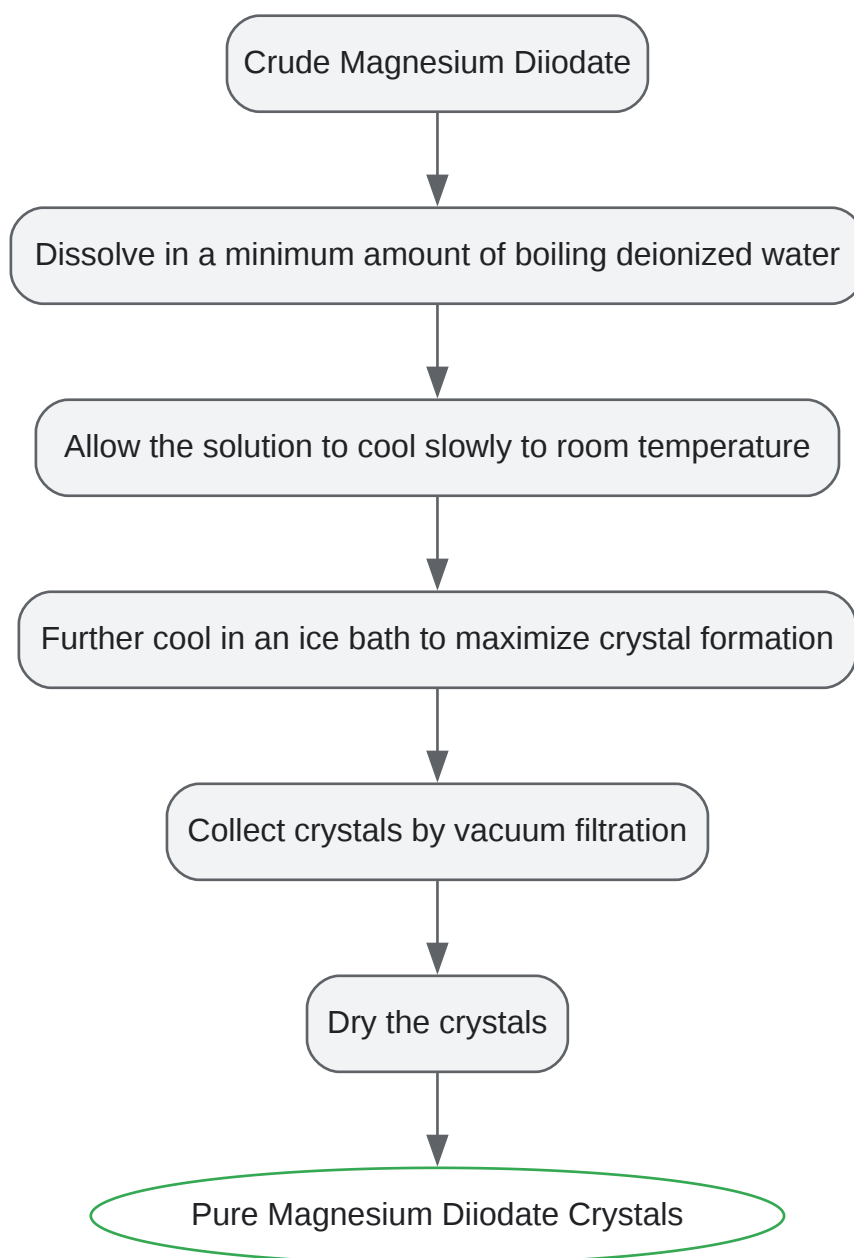 Crude Magnesium Diiodate
Dissolve in a minimum amount of boiling deionized water
Allow the solution to cool slowly to room temperature
Further cool in an ice bath to maximize crystal formation
Collect crystals by vacuum filtration
Dry the crystals
Pure Magnesium Diiodate Crystals